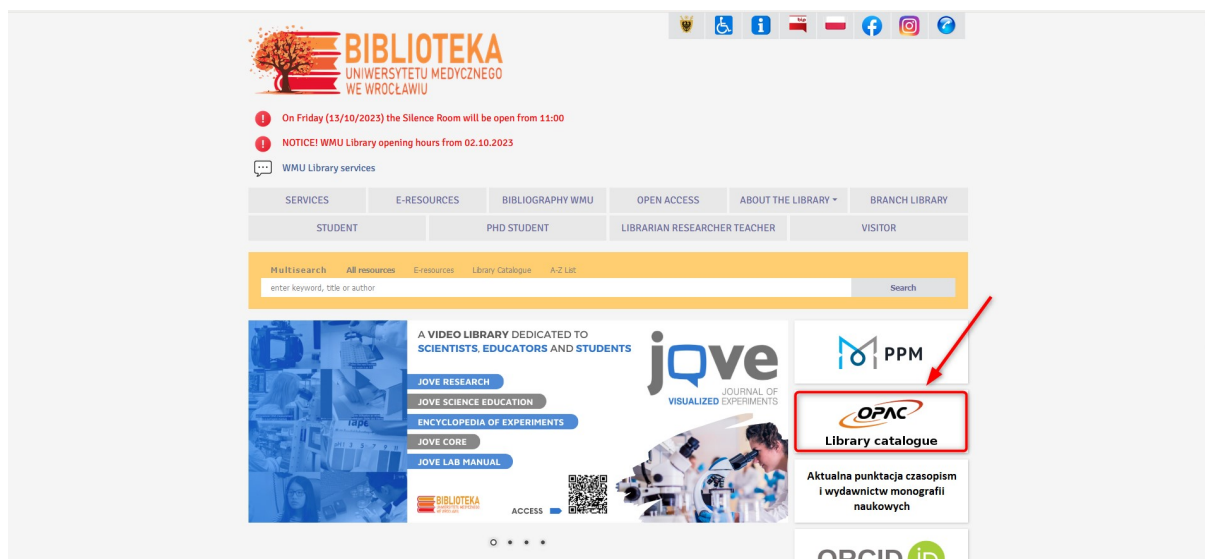 BIBLIOTEKA
UNIWERSYTETU MEDYCZNEGO
WE WROCŁAWIU
On Friday (13/10/2023) the Silence Room will be open from 11:00
NOTICE! WMU Library opening hours from 02.10.2023
WMU Library services
SERVICES E-RESOURCES BIBLIOGRAPHY WMU OPEN ACCESS ABOUT THE LIBRARY BRANCH LIBRARY
STUDENT PHD STUDENT LIBRARIAN RESEARCHER TEACHER VISITOR
Multisearch All resources E-resources Library Catalogue A-Z List
enter keyword, title or author Search
A VIDEO LIBRARY DEDICATED TO
SCIENTISTS, EDUCATORS AND STUDENTS
JOVE RESEARCH
JOVE SCIENCE EDUCATION
ENCYCLOPEDIA OF EXPERIMENTS
JOVE CORE
JOVE LAB MANUAL
BIBLIOTEKA
ACCESS
jove
JOURNAL OF
VISUALIZED EXPERIMENTS
PPM
OPAC
Library catalogue
Aktualna punktacja czasopism
i wydawnictw monografii
naukowych
ORCID iD